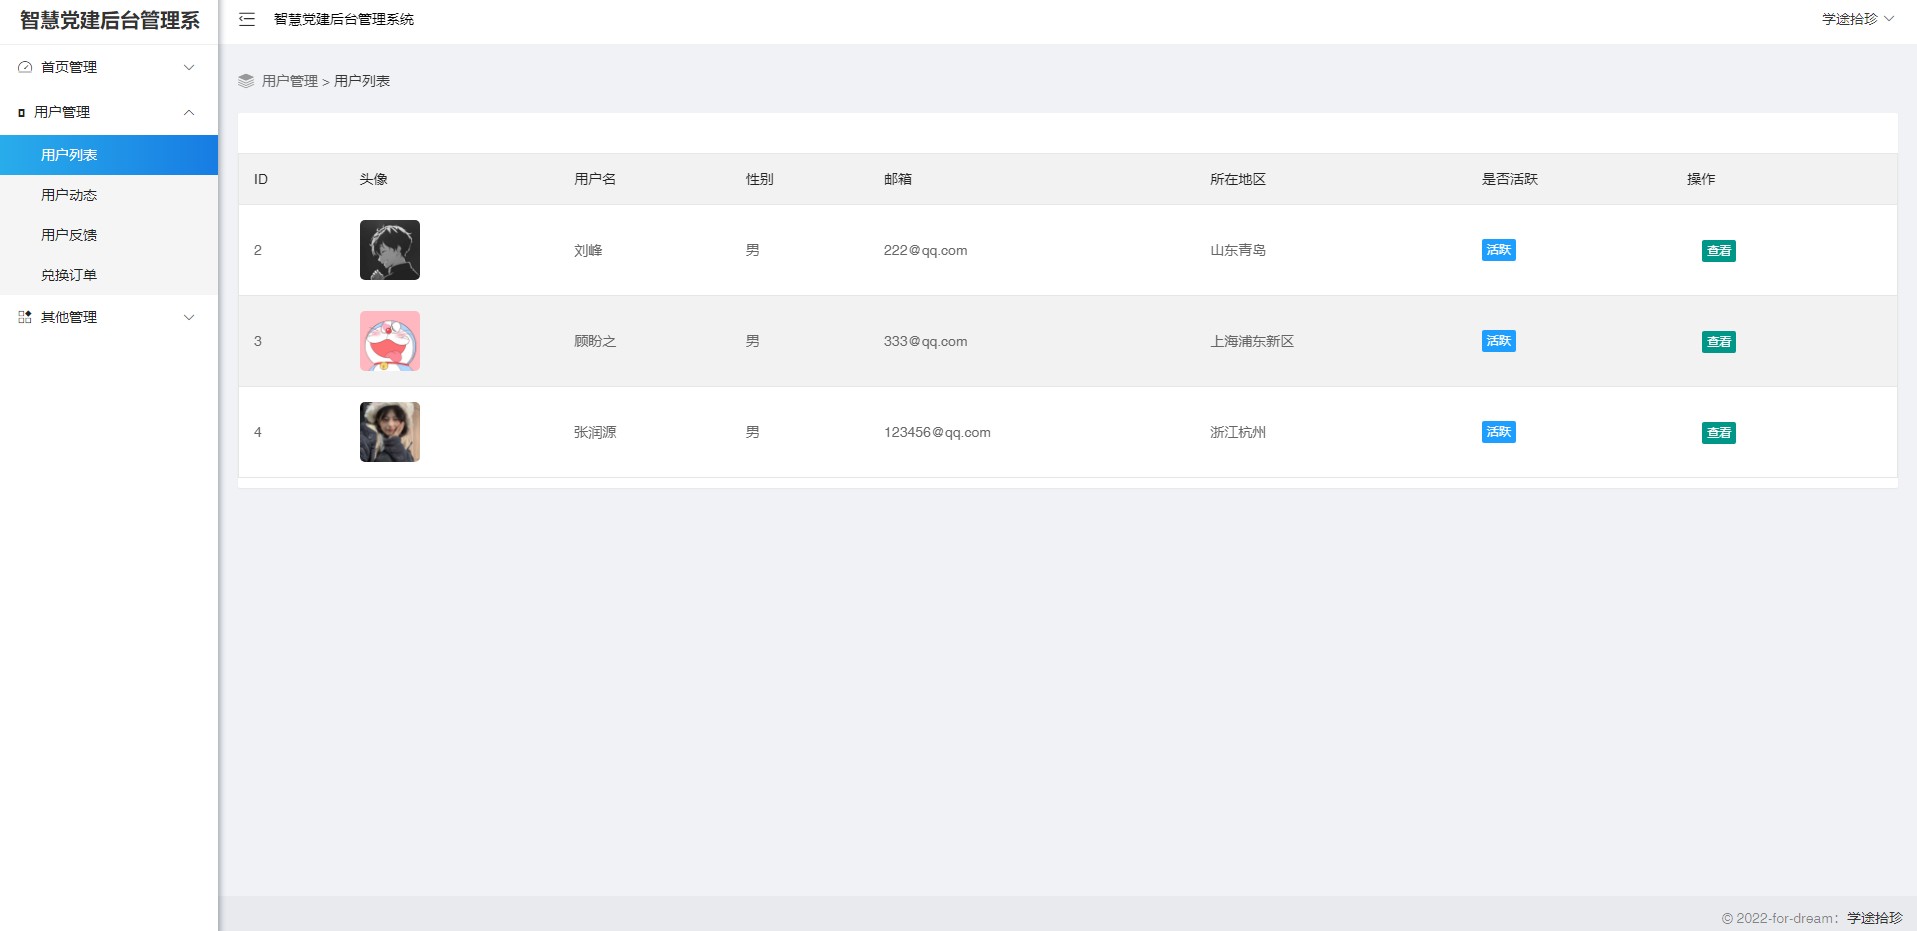 智慧党建后台管理系
智慧党建后台管理系统
学途拾珍
首页管理
用户管理
用户列表
用户动态
用户反馈
兑换订单
其他管理
用户管理 > 用户列表
ID 头像 用户名 性别 邮箱 所在地区 是否活跃 操作
2 刘峰 男 222@qq.com 山东青岛 活跃 查看
3 顾盼之 男 333@qq.com 上海浦东新区 活跃 查看
4 张润源 男 123456@qq.com 浙江杭州 活跃 查看
© 2022-for-dream：学途拾珍